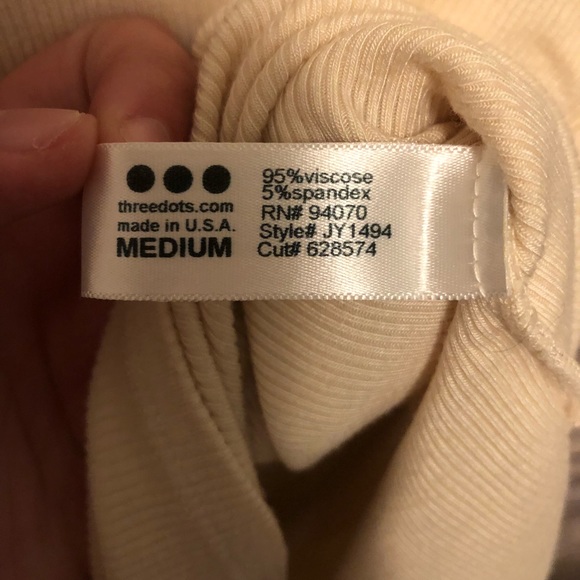 threedots.com
made in U.S.A.
MEDIUM
95%viscose
5%spandex
RN# 94070
Style# JY1494
Cut# 628574